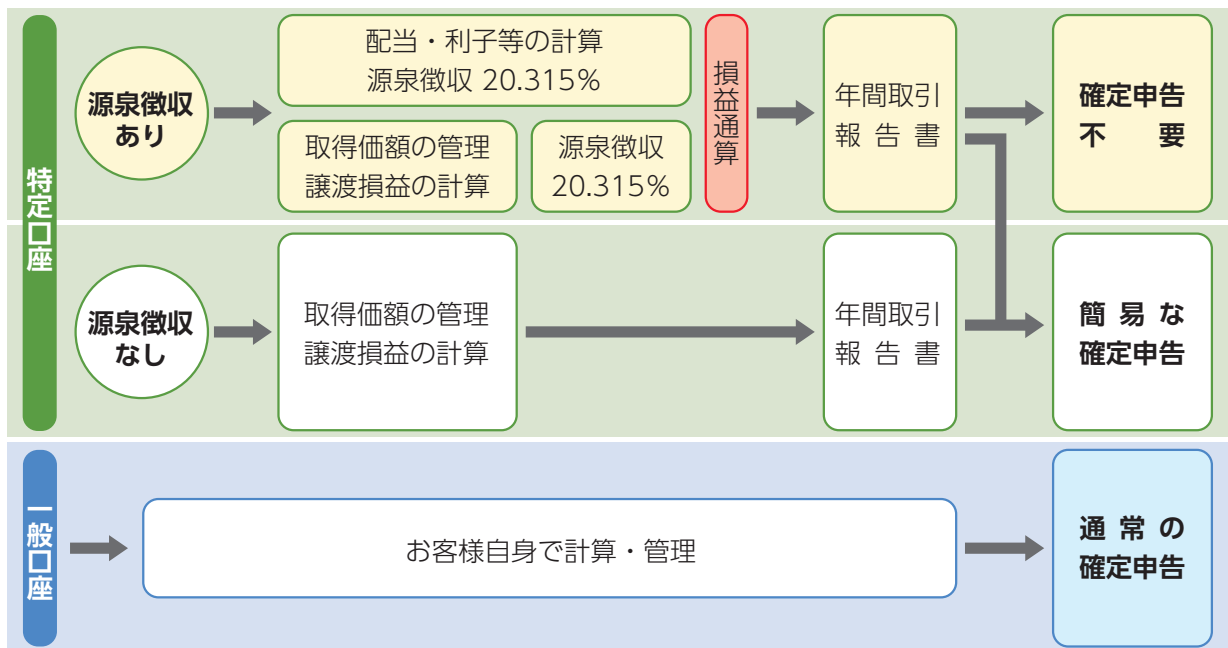 特定口座
源泉徴収
あり
配当・利子等の計算
源泉徴収 20.315%
取得価額の管理
譲渡損益の計算
源泉徴収
20.315%
損益通算
年間取引
報告書
確定申告
不要
源泉徴収
なし
取得価額の管理
譲渡損益の計算
年間取引
報告書
簡易な
確定申告
一般口座
お客様自身で計算・管理
通常の
確定申告